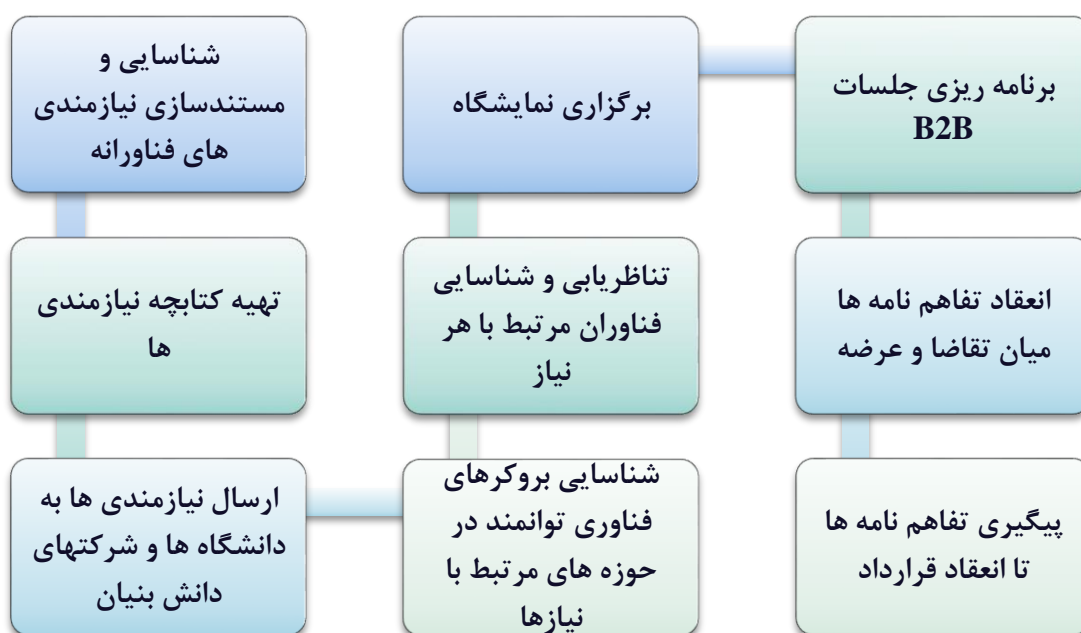 شناسایی و
مستندسازی نیازمندی
های فناورانه
تهیه کتابچه نیازمندی
ها
ارسال نیازمندی ها به
دانشگاه ها و شرکتهای
دانش بنیان
شناسایی بروکرهای
فناوری توانمند در
حوزه های مرتبط با
نیازها
تناظریابی و شناسایی
فناوران مرتبط با هر
نیاز
برگزاری نمایشگاه
برنامه ریزی جلسات
B2B
انعقاد تفاهم نامه ها
میان تقاضا و عرضه
پیگیری تفاهم نامه ها
تا انعقاد قرارداد